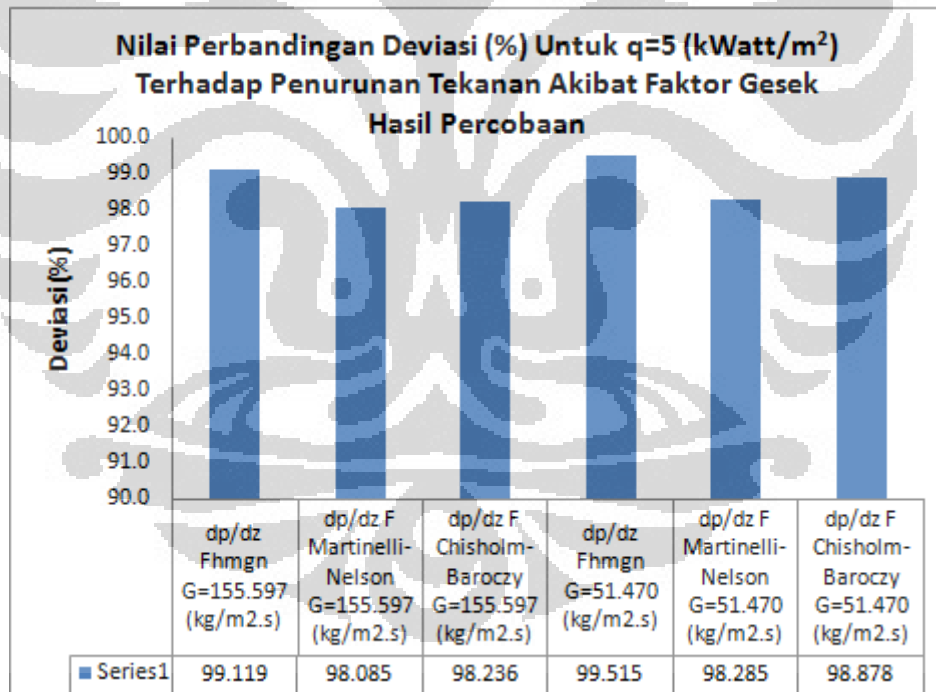 Nilai Perbandingan Deviasi (%) Untuk q=5 (kWatt/m²)
Terhadap Penurunan Tekanan Akibat Faktor Gesek
Hasil Percobaan
Deviasi (%)
100.0
99.0
98.0
97.0
96.0
95.0
94.0
93.0
92.0
91.0
90.0
dp/dz
Fhmgn
G=155.597
(kg/m2.s)
dp/dz F
Martinelli-
Nelson
G=155.597
(kg/m2.s)
dp/dz F
Chisholm-
Baroczy
G=155.597
(kg/m2.s)
dp/dz
Fhmgn
G=51.470
(kg/m2.s)
dp/dz F
Martinelli-
Nelson
G=51.470
(kg/m2.s)
dp/dz F
Chisholm-
Baroczy
G=51.470
(kg/m2.s)
Series1 99.119 98.085 98.236 99.515 98.285 98.878